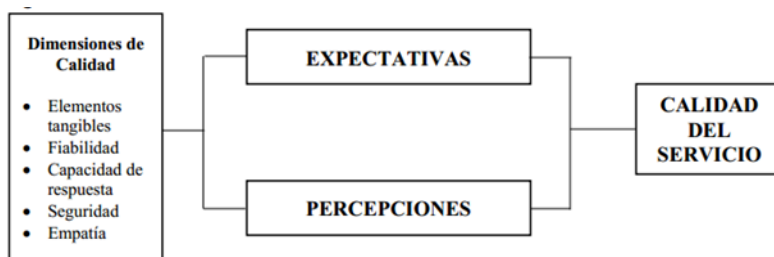 Dimensiones de
Calidad
• Elementos
tangibles
• Fiabilidad
• Capacidad de
respuesta
• Seguridad
• Empatía
EXPECTATIVAS
PERCEPCIONES
CALIDAD
DEL
SERVICIO